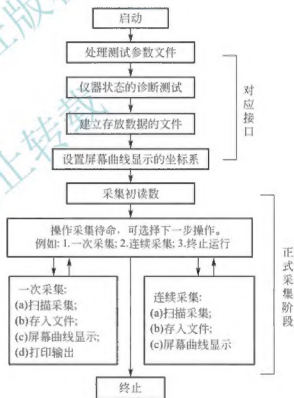 启动
处理测试参数文件
仪器状态的诊断测试
建立存放数据的文件
设置屏幕曲线显示的坐标系
对应接口
采集初读数
操作采集待命，可选择下一步操作。
例如: 1.一次采集; 2.连续采集; 3.终止运行
一次采集:
(a)扫描采集;
(b)存入文件;
(c)屏幕曲线显示;
(d)打印输出
连续采集:
(a)扫描采集;
(b)存入文件;
(c)屏幕曲线显示
正式采集阶段
终止